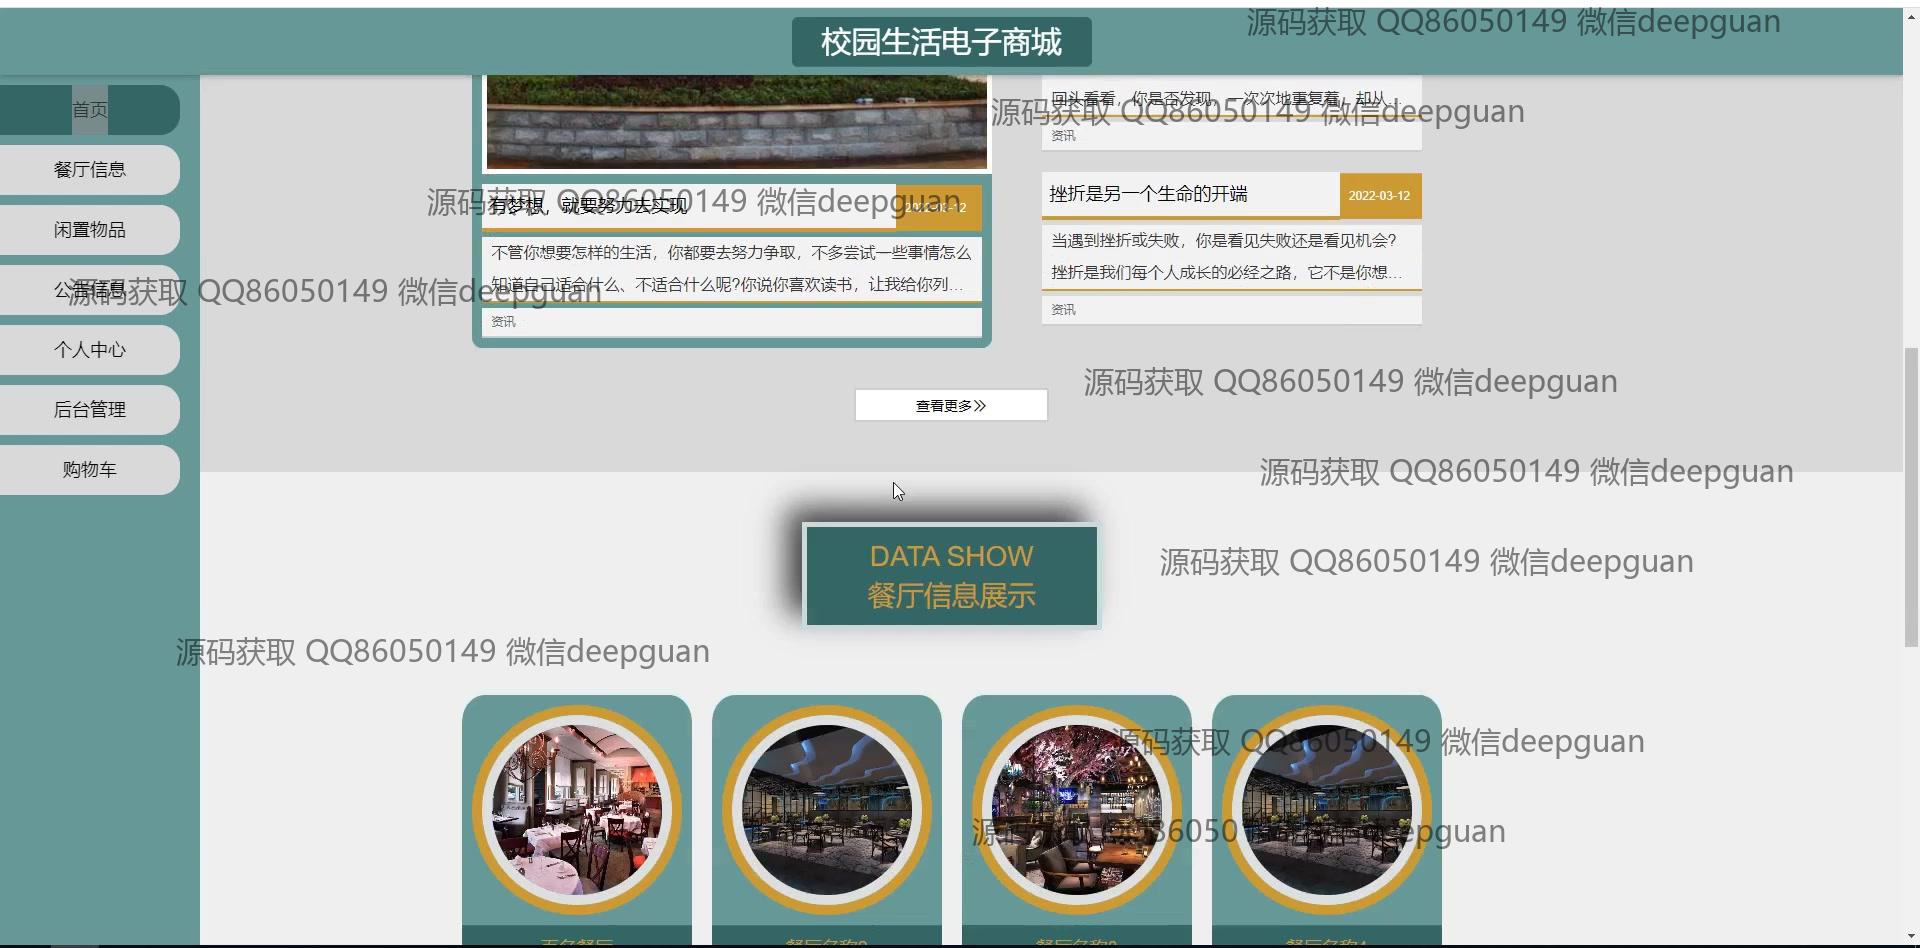 源码获取 QQ86050149 微信deepguan
校园生活电子商城
首页
餐厅信息
闲置物品
公告信息
个人中心
后台管理
购物车
回头看看，你是否发现，一次次地重复着，却从...
源码获取 QQ86050149 微信deepguan
资讯
源码获取 QQ86050149 微信deepguan
有梦想，就要努力去实现
2022-03-12
不管你想要怎样的生活，你都要去努力争取，不多尝试一些事情怎么
知道自己适合什么、不适合什么呢?你说你喜欢读书，让我给你列...
资讯
挫折是另一个生命的开端
2022-03-12
当遇到挫折或失败，你是看见失败还是看见机会?
挫折是我们每个人成长的必经之路，它不是你想...
资讯
源码获取 QQ86050149 微信deepguan
源码获取 QQ86050149 微信deepguan
查看更多
源码获取 QQ86050149 微信deepguan
DATA SHOW
餐厅信息展示
源码获取 QQ86050149 微信deepguan
源码获取 QQ86050149 微信deepguan
源码获取 QQ86050149 微信deepguan